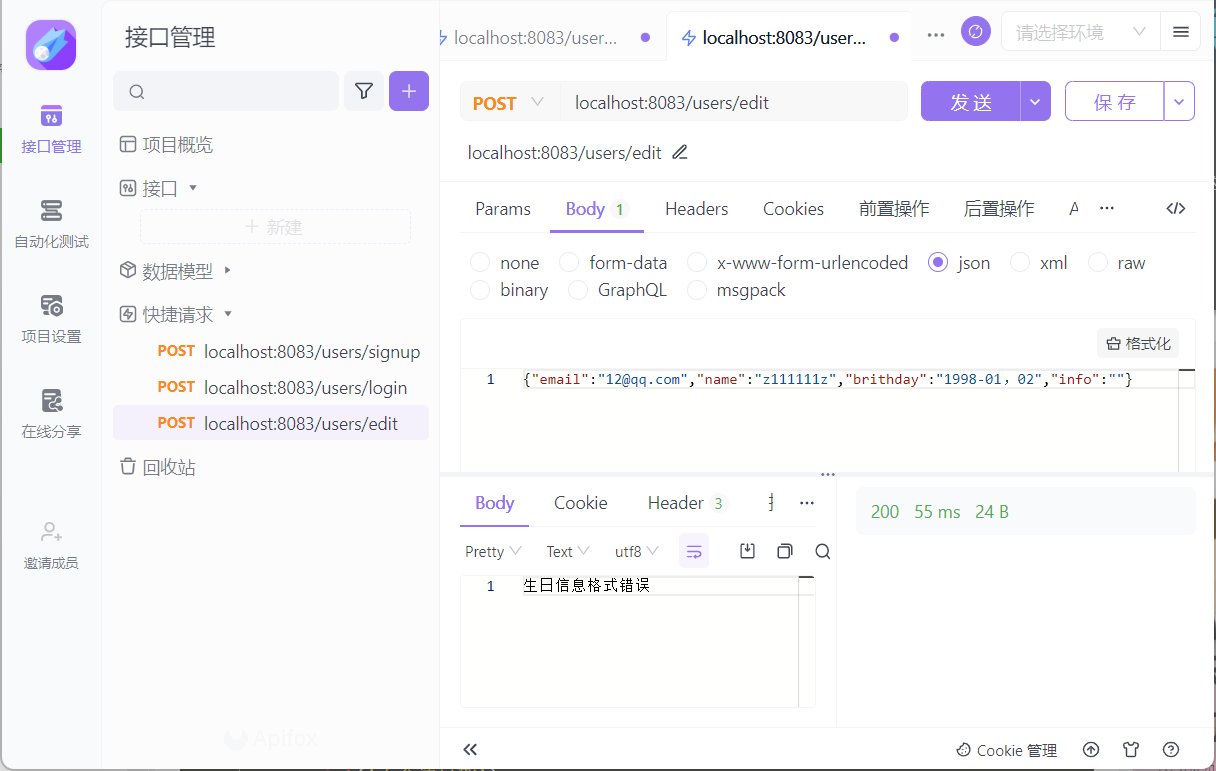 接口管理
自动化测试
项目设置
在线分享
邀请成员
接口管理
项目概览
接口
新建
数据模型
快捷请求
POST localhost:8083/users/signup
POST localhost:8083/users/login
POST localhost:8083/users/edit
回收站
Apifox
localhost:8083/user...
localhost:8083/user...
请选择环境
POST localhost:8083/users/edit
发 送
保 存
localhost:8083/users/edit
Params Body 1 Headers Cookies 前置操作 后置操作
none form-data x-www-form-urlencoded json xml raw
binary GraphQL msgpack
格式化
1 {"email":"12@qq.com","name":"z111111z","brithday":"1998-01，02","info":""}
Body Cookie Header 3
200 55 ms 24 B
Pretty Text utf8
1 生日信息格式错误
Cookie 管理